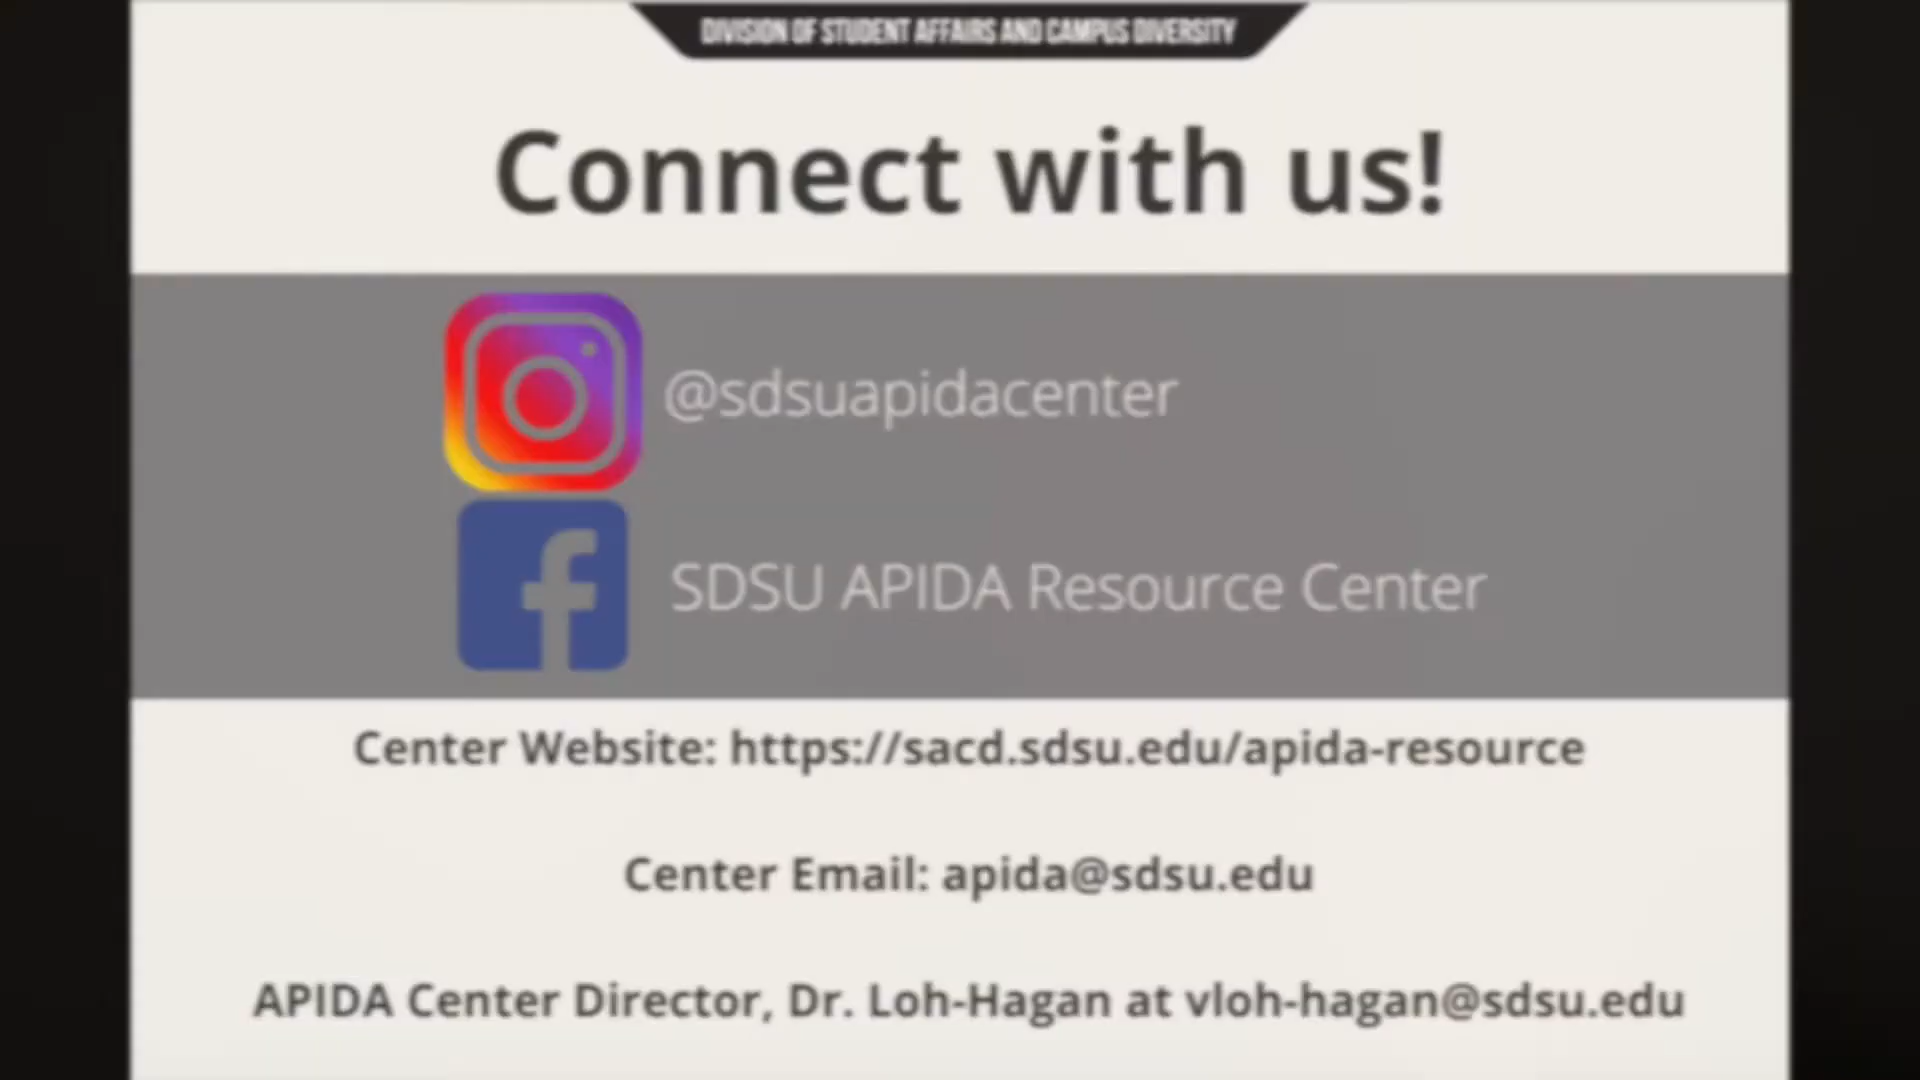 DIVISION OF STUDENT AFFAIRS AND CAMPUS DIVERSITY
Connect with us!
@sdsuapidacenter
SDSU APIDA Resource Center
Center Website: https://sacd.sdsu.edu/apida-resource
Center Email: apida@sdsu.edu
APIDA Center Director, Dr. Loh-Hagan at vloh-hagan@sdsu.edu